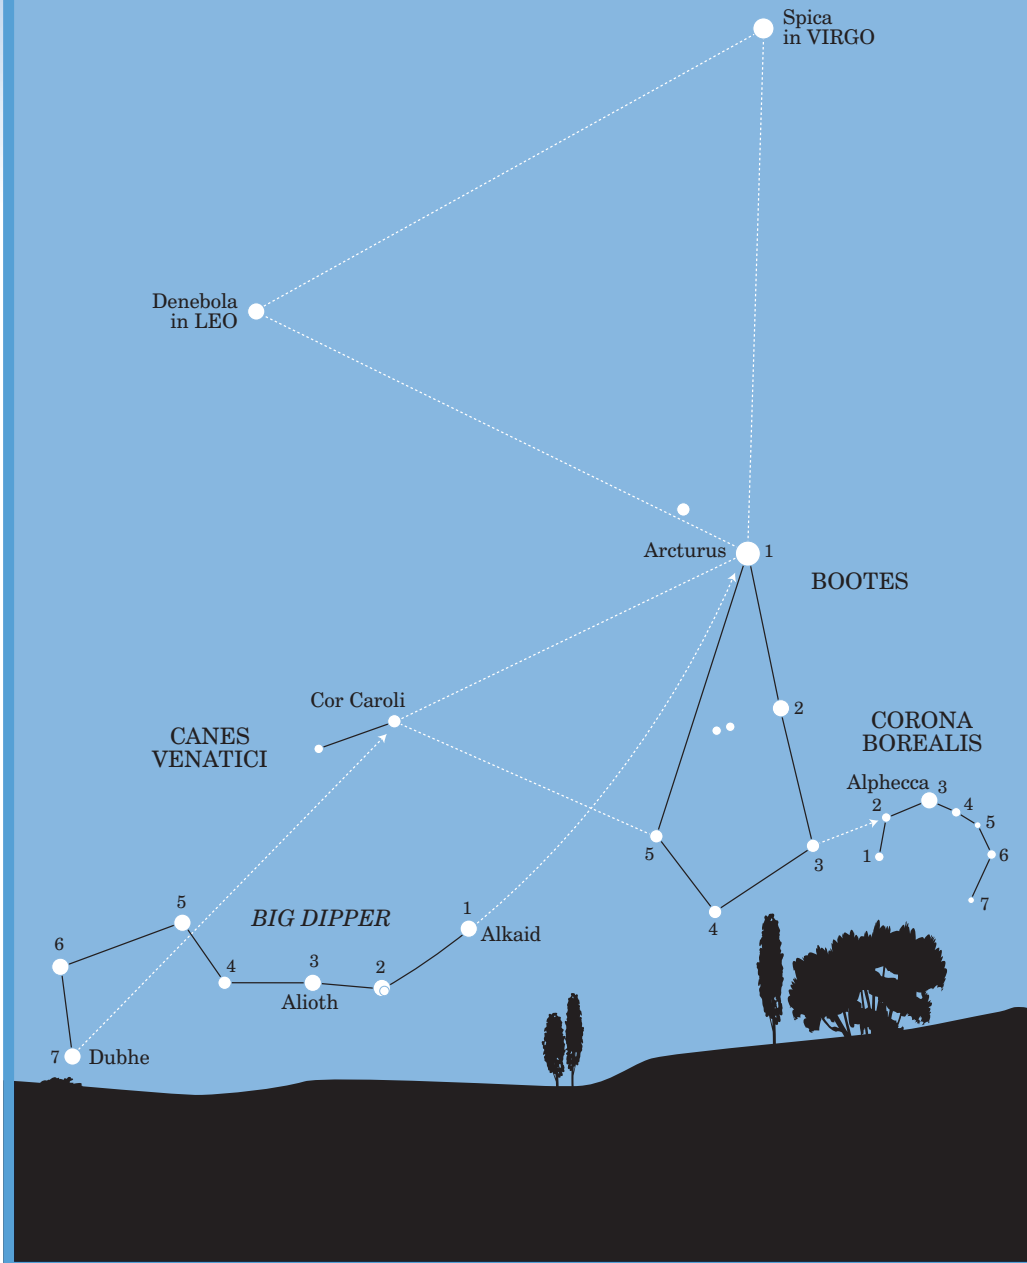 Spica
in VIRGO
Denebola
in LEO
Arcturus
1
BOOTES
Cor Caroli
CANES
VENATICI
2
CORONA
BOREALIS
Alphecca
3
2
4
5
1
6
7
5
3
4
5
BIG DIPPER
1
Alkaid
6
4
3
2
Alioth
7
Dubhe